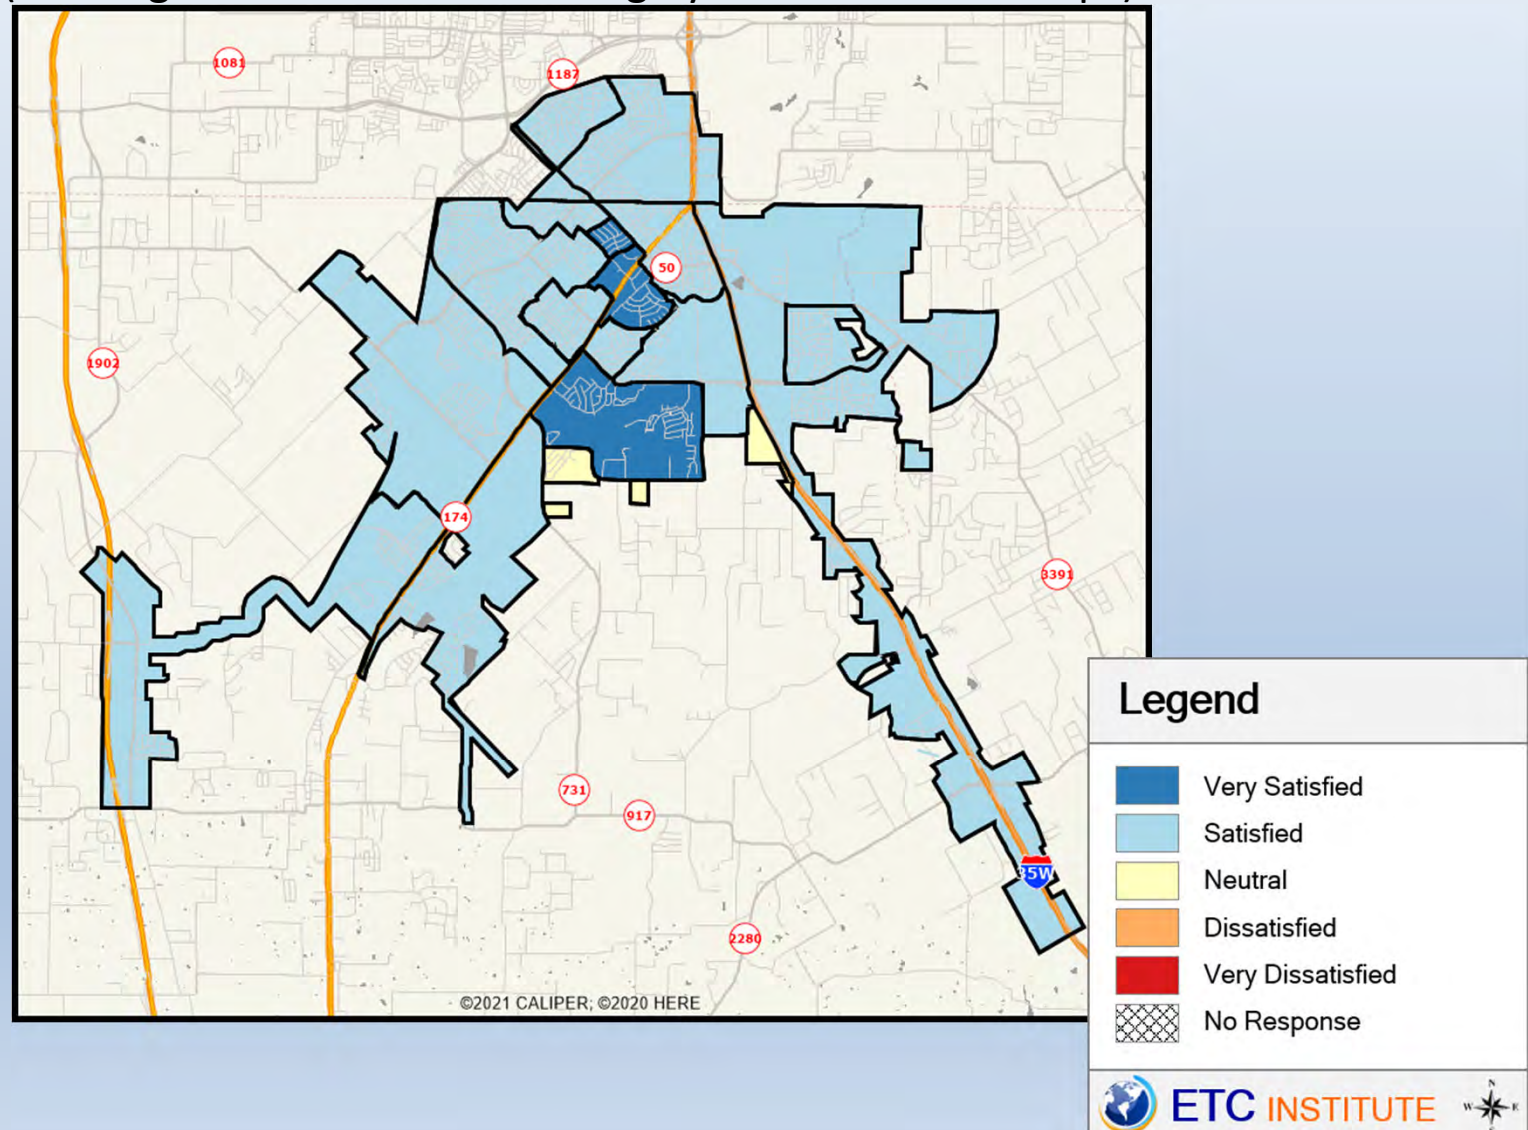 1081
1187
50
1902
174
3391
731
917
2280
35W
©2021 CALIPER; ©2020 HERE
Legend
Very Satisfied
Satisfied
Neutral
Dissatisfied
Very Dissatisfied
No Response
ETC INSTITUTE
N
W E